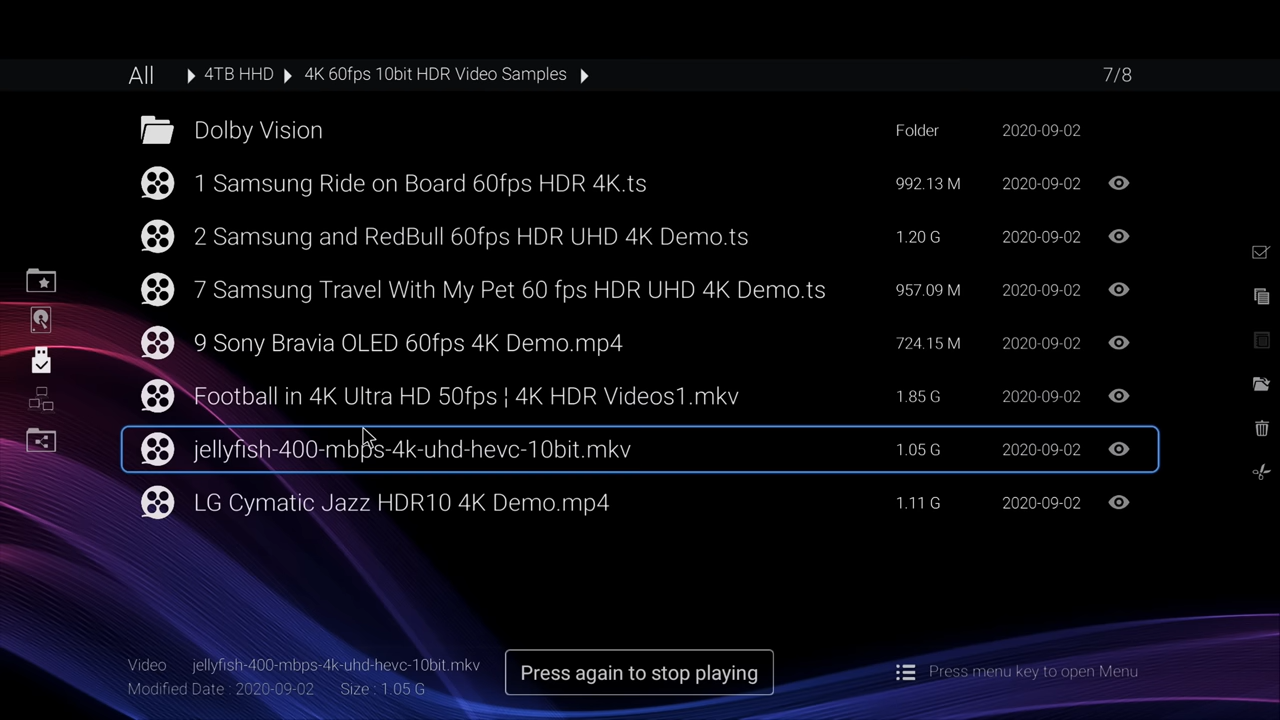 All 4TB HHD 4K 60fps 10bit HDR Video Samples 7/8
Dolby Vision Folder 2020-09-02
1 Samsung Ride on Board 60fps HDR 4K.ts 992.13 M 2020-09-02
2 Samsung and RedBull 60fps HDR UHD 4K Demo.ts 1.20 G 2020-09-02
7 Samsung Travel With My Pet 60 fps HDR UHD 4K Demo.ts 957.09 M 2020-09-02
9 Sony Bravia OLED 60fps 4K Demo.mp4 724.15 M 2020-09-02
Football in 4K Ultra HD 50fps ¦ 4K HDR Videos1.mkv 1.85 G 2020-09-02
jellyfish-400-mbps-4k-uhd-hevc-10bit.mkv 1.05 G 2020-09-02
LG Cymatic Jazz HDR10 4K Demo.mp4 1.11 G 2020-09-02
Video jellyfish-400-mbps-4k-uhd-hevc-10bit.mkv
Modified Date : 2020-09-02 Size : 1.05 G
Press again to stop playing
Press menu key to open Menu